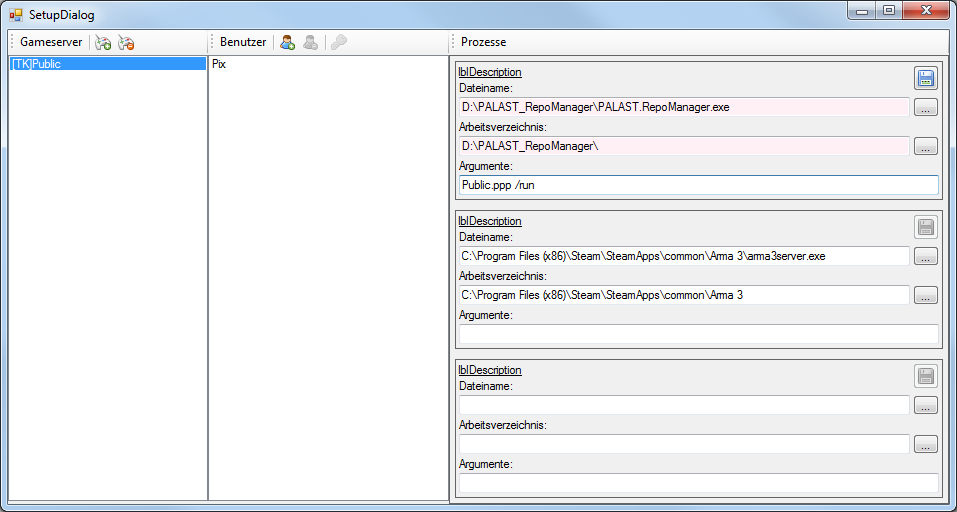 SetupDialog
Gameserver
Benutzer
Prozesse
[TK]Public
Pix
lblDescription
Dateiname:
D:\PALAST_RepoManager\PALAST.RepoManager.exe
...
Arbeitsverzeichnis:
D:\PALAST_RepoManager\
...
Argumente:
Public.ppp /run
lblDescription
Dateiname:
C:\Program Files (x86)\Steam\SteamApps\common\Arma 3\arma3server.exe
...
Arbeitsverzeichnis:
C:\Program Files (x86)\Steam\SteamApps\common\Arma 3
...
Argumente:
lblDescription
Dateiname:
...
Arbeitsverzeichnis:
...
Argumente: